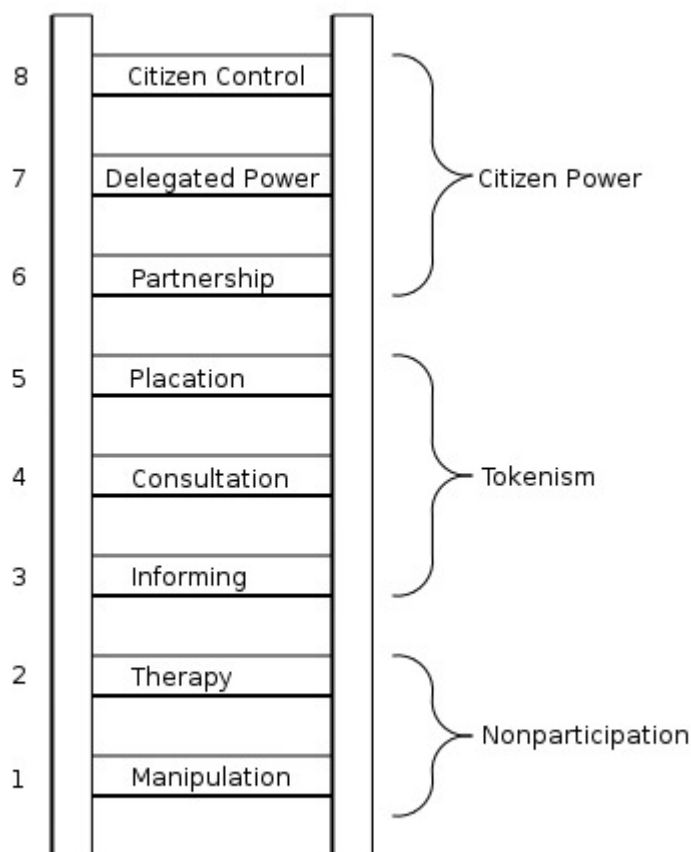 8 Citizen Control
7 Delegated Power Citizen Power
6 Partnership
5 Placation
4 Consultation Tokenism
3 Informing
2 Therapy
Nonparticipation
1 Manipulation